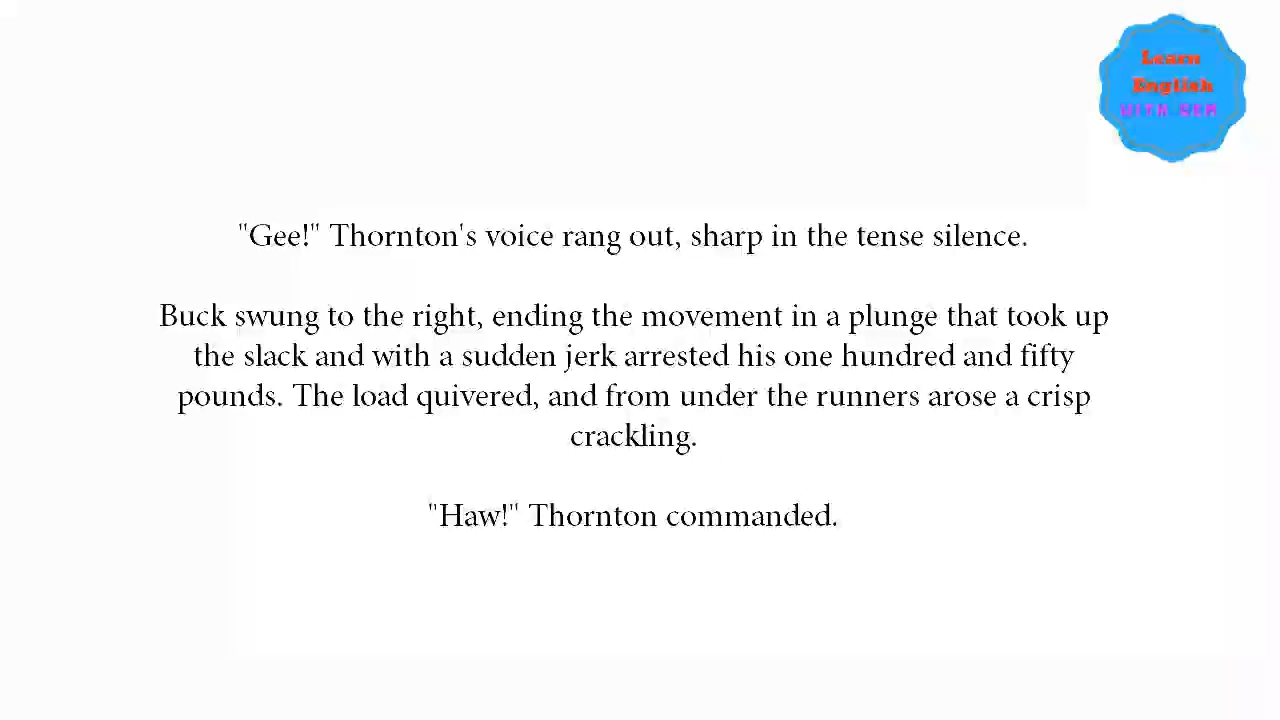 Learn
English
WITH GEM
"Gee!" Thornton's voice rang out, sharp in the tense silence.
Buck swung to the right, ending the movement in a plunge that took up
the slack and with a sudden jerk arrested his one hundred and fifty
pounds. The load quivered, and from under the runners arose a crisp
crackling.
"Haw!" Thornton commanded.